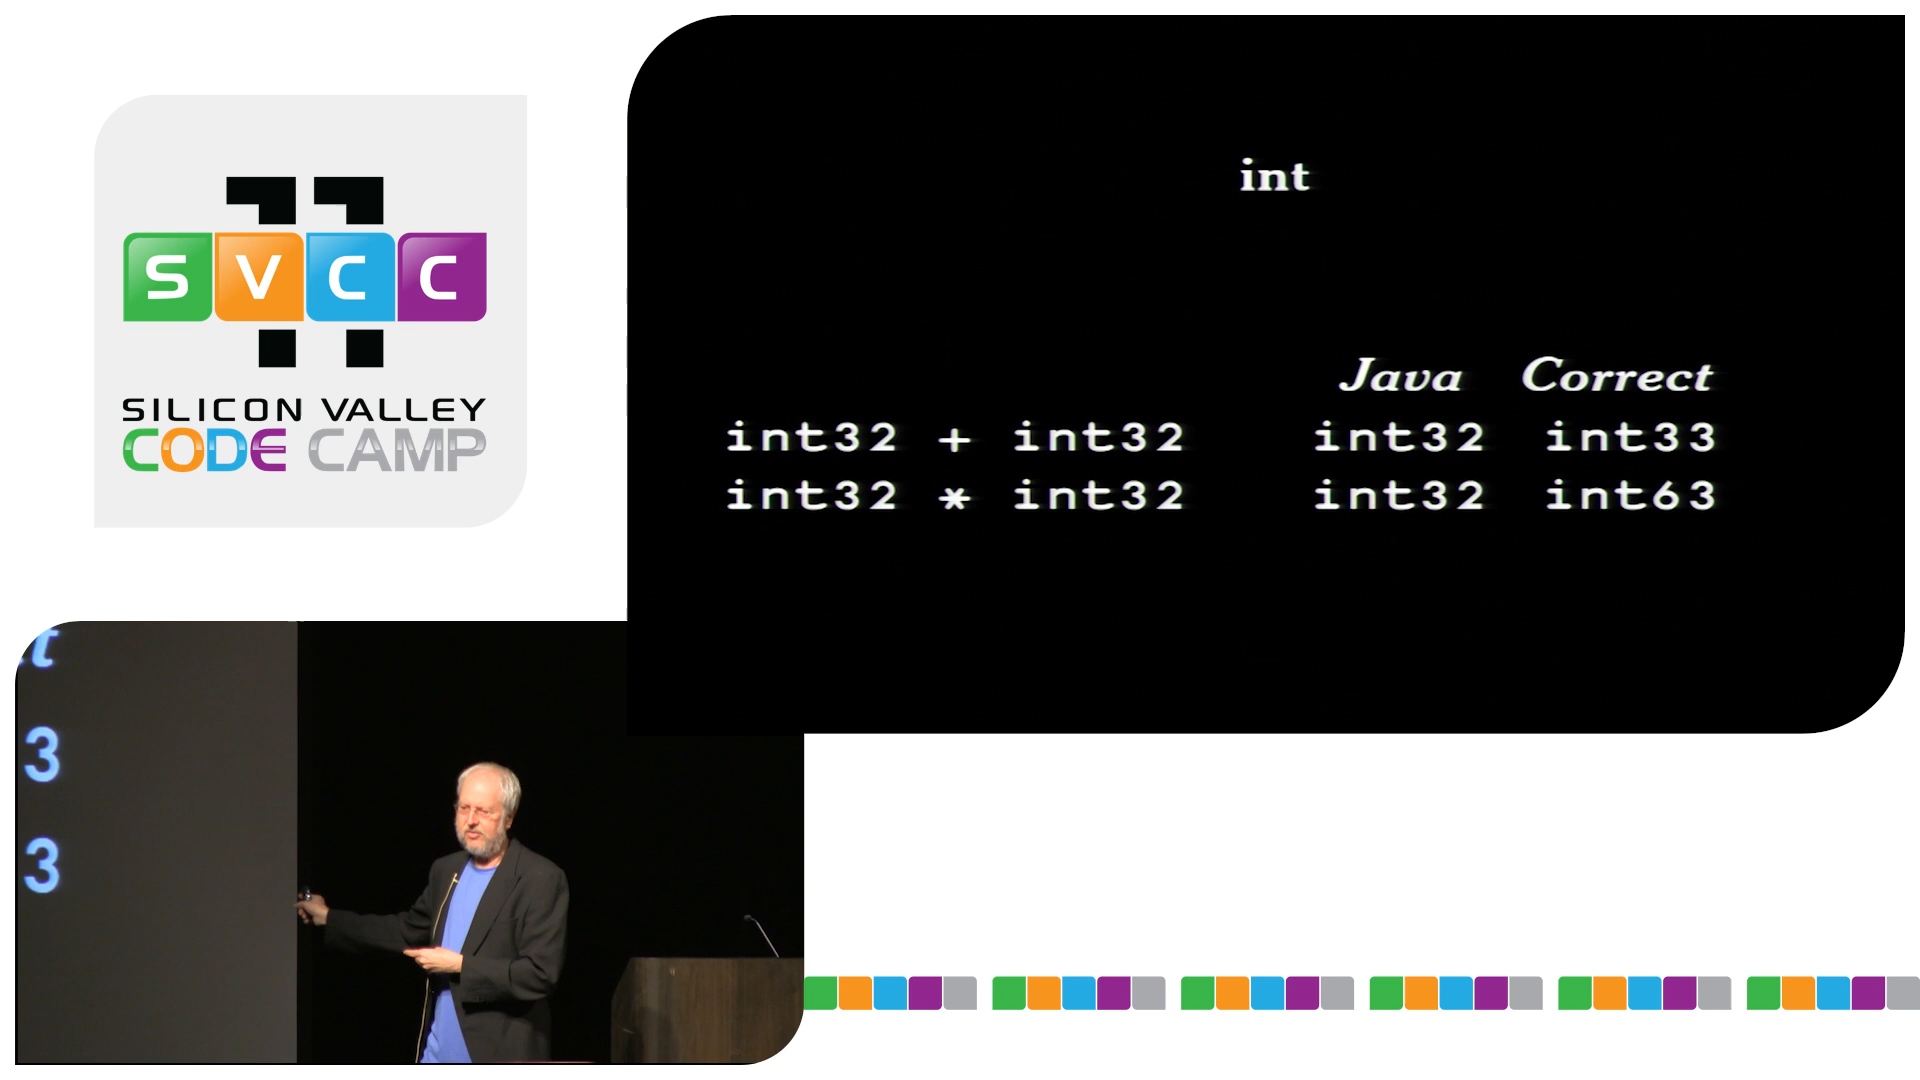 SVCC
SILICON VALLEY
CODE CAMP
int
Java Correct
int32 + int32 int32 int33
int32 * int32 int32 int63
t
3
3